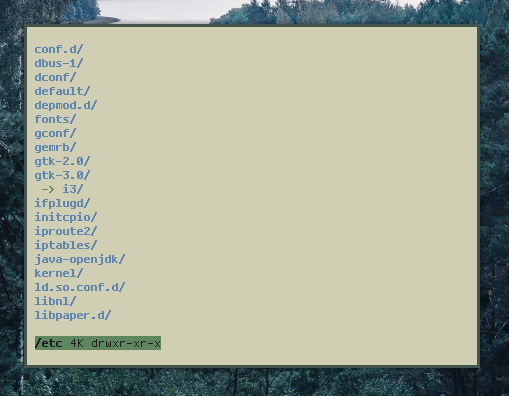 conf.d/
dbus-1/
dconf/
default/
depmod.d/
fonts/
gconf/
gemrb/
gtk-2.0/
gtk-3.0/
-> i3/
ifplugd/
initcpio/
iproute2/
iptables/
java-openjdk/
kernel/
ld.so.conf.d/
libnl/
libpaper.d/
/etc 4K drwxr-xr-x